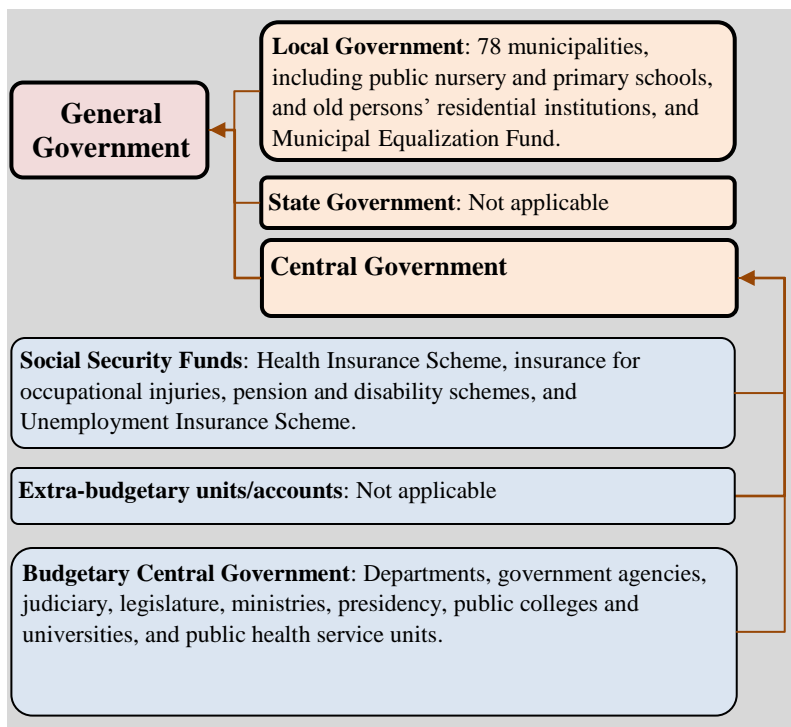 General
Government
Local Government: 78 municipalities,
including public nursery and primary schools,
and old persons’ residential institutions, and
Municipal Equalization Fund.
State Government: Not applicable
Central Government
Social Security Funds: Health Insurance Scheme, insurance for
occupational injuries, pension and disability schemes, and
Unemployment Insurance Scheme.
Extra-budgetary units/accounts: Not applicable
Budgetary Central Government: Departments, government agencies,
judiciary, legislature, ministries, presidency, public colleges and
universities, and public health service units.